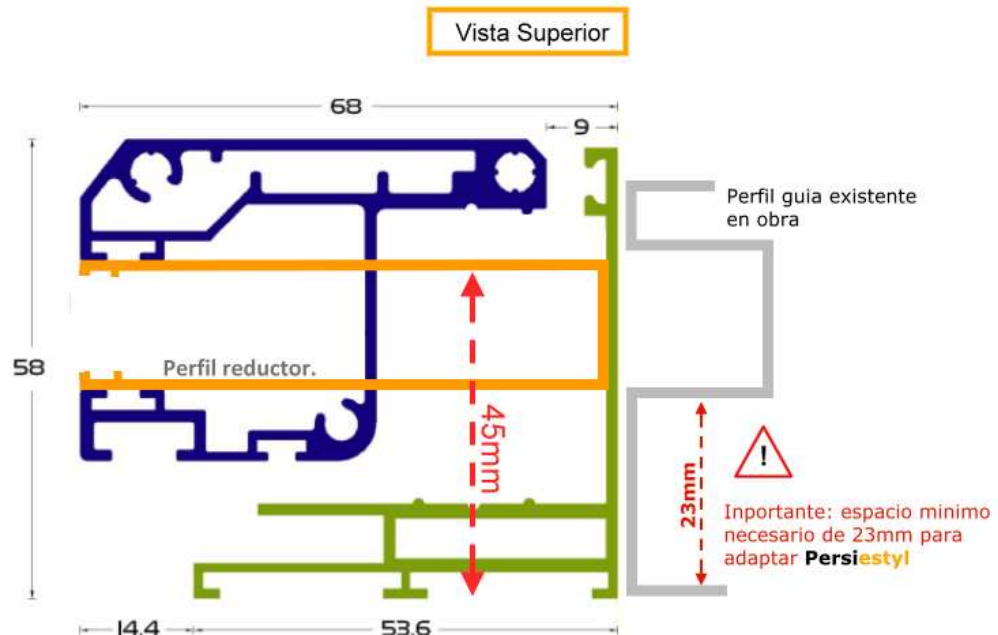 Vista Superior
68
9
Perfil guia existente
en obra
58
Perfil reductor.
45mm
23mm
!
Inportante: espacio minimo
necesario de 23mm para
adaptar Persiestyl
14.4
53.6